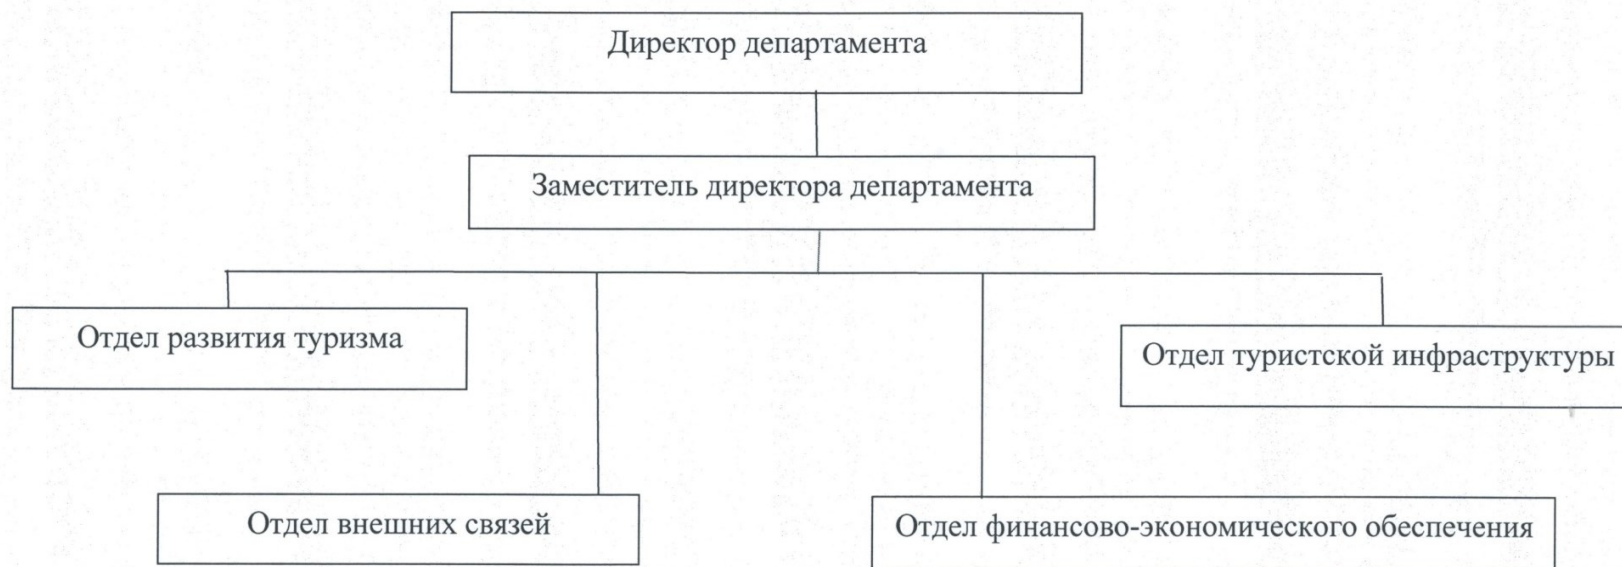 Директор департамента
Заместитель директора департамента
Отдел развития туризма
Отдел туристской инфраструктуры
Отдел внешних связей
Отдел финансово-экономического обеспечения